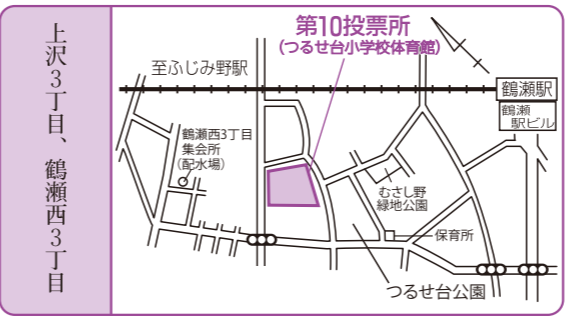 上沢3丁目、鶴瀬西3丁目
第10投票所
(つるせ台小学校体育館)
至ふじみ野駅
鶴瀬駅
鶴瀬
駅ビル
鶴瀬西3丁目
集会所
(配水場)
むさし野
緑地公園
保育所
つるせ台公園